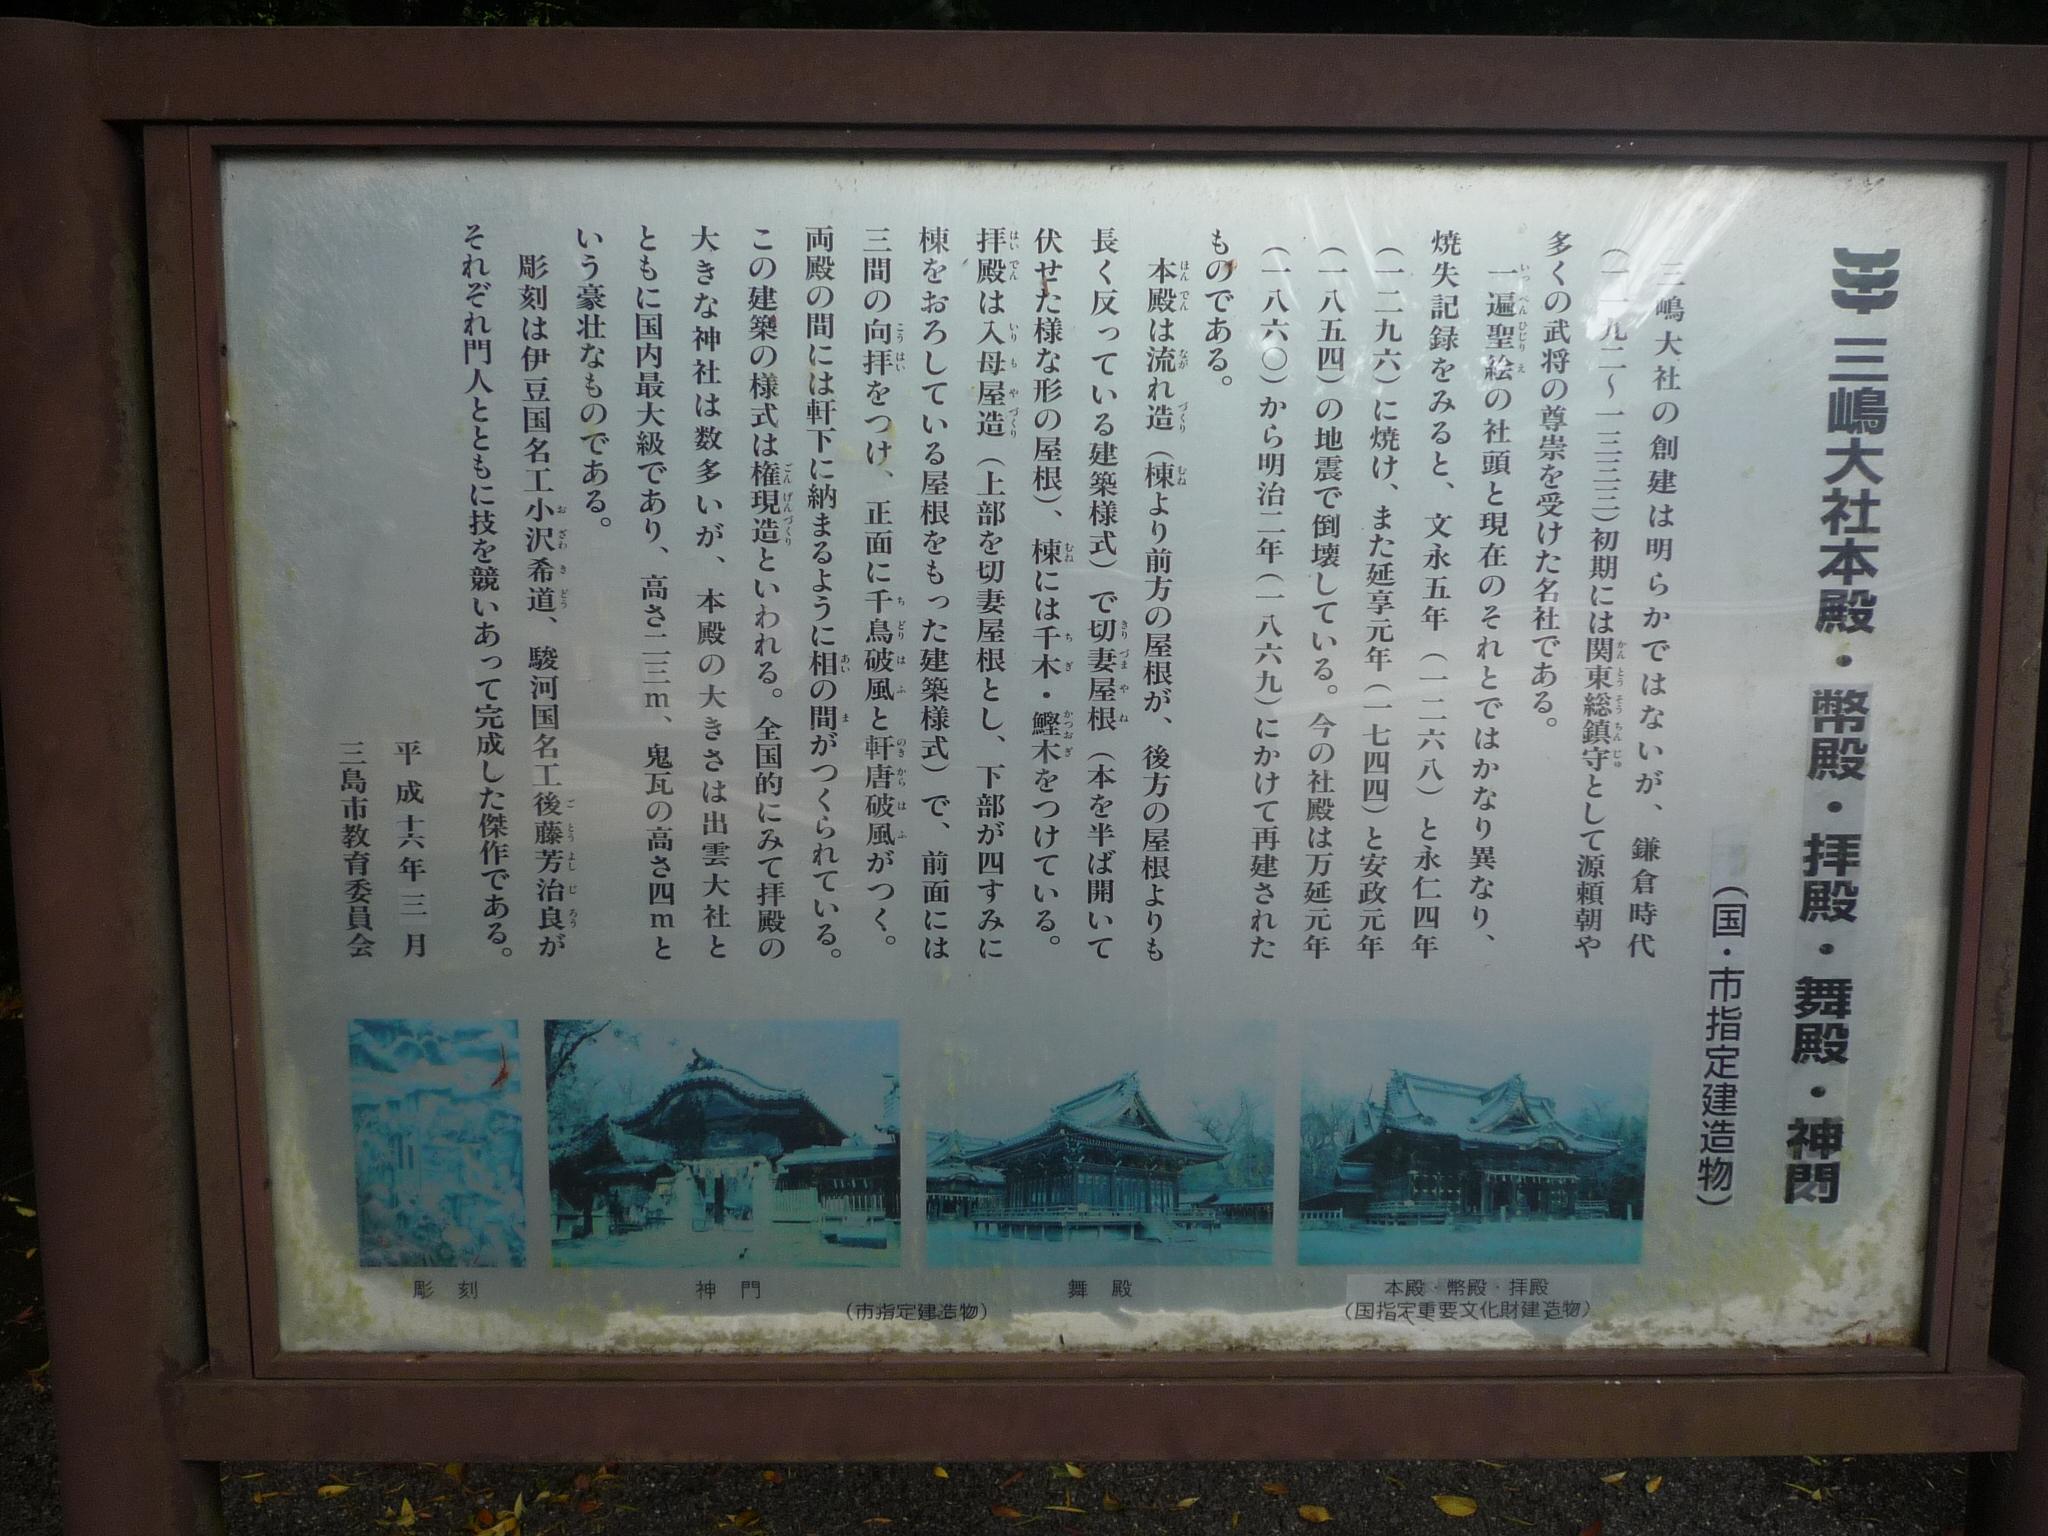 三嶋大社本殿・幣殿・拝殿・舞殿・神門
（国・市指定建造物）
三嶋大社の創建は明らかではないが、鎌倉時代
（一一九二～一三三三）初期には関東総鎮守として源頼朝や
多くの武将の尊崇を受けた名社である。
一遍聖絵の社頭と現在のそれとではかなり異なり、
焼失記録をみると、文永五年（一二六八）と永仁四年
（一二九六）に焼け、また延享元年（一七四四）と安政元年
（一八五四）の地震で倒壊している。今の社殿は万延元年
（一八六〇）から明治二年（一八六九）にかけて再建された
ものである。
本殿は流れ造（棟より前方の屋根が、後方の屋根よりも
長く反っている建築様式）で切妻屋根（本を半ば開いて
伏せた様な形の屋根）、棟には千木・鰹木をつけている。
拝殿は入母屋造（上部を切妻屋根とし、下部が四すみに
棟をおろしている屋根をもった建築様式）で、前面には
三間の向拝をつけ、正面に千鳥破風と軒唐破風がつく。
両殿の間には軒下に納まるように相の間がつくられている。
この建築の様式は権現造といわれる。全国的にみて拝殿の
大きな神社は数多いが、本殿の大きさは出雲大社と
ともに国内最大級であり、高さ二三m、鬼瓦の高さ四mと
いう豪壮なものである。
彫刻は伊豆国名工小沢希道、駿河国名工後藤芳治良が
それぞれ門人とともに技を競いあって完成した傑作である。
平成十六年三月
三島市教育委員会
本殿・幣殿・拝殿
（国指定重要文化財建造物）
舞殿
神門
（市指定建造物）
彫刻